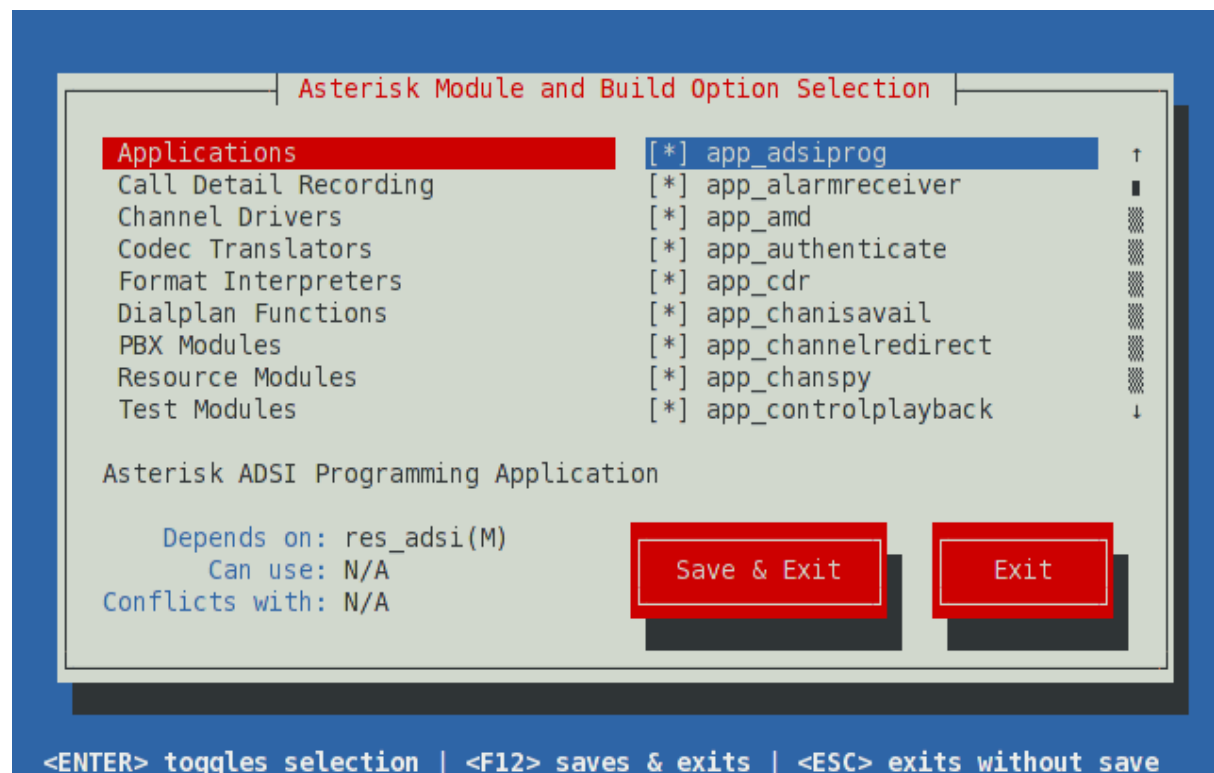 Asterisk Module and Build Option Selection
Applications [*] app_adsiprog ↑
Call Detail Recording [*] app_alarmreceiver
Channel Drivers [*] app_amd
Codec Translators [*] app_authenticate
Format Interpreters [*] app_cdr
Dialplan Functions [*] app_chanisavail
PBX Modules [*] app_channelredirect
Resource Modules [*] app_chanspy
Test Modules [*] app_controlplayback ↓
Asterisk ADSI Programming Application
Depends on: res_adsi(M)
Can use: N/A
Conflicts with: N/A
Save & Exit
Exit
<ENTER> toggles selection | <F12> saves & exits | <ESC> exits without save